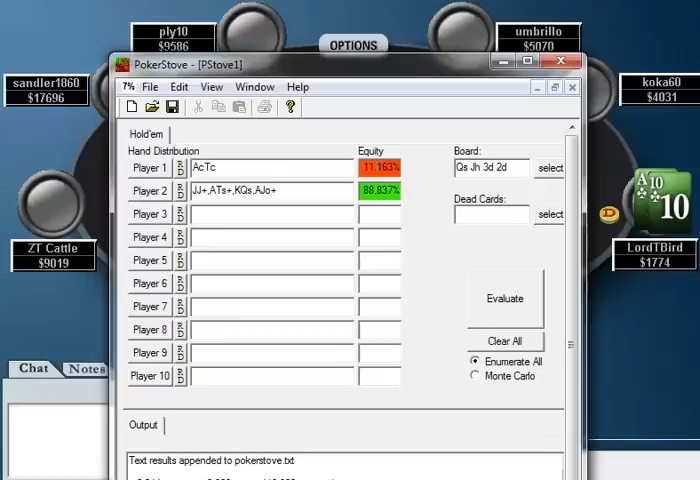 ply10
$9586
OPTIONS
umbrillo
$5070
PokerStove - [PStove1]
sandler1860
$17696
koka60
$4031
7% File Edit View Window Help
Hold'em
Hand Distribution Equity Board:
Player 1 AcTc 11.163% Qs Jh 3d 2d select
Player 2 JJ+,ATs+,KQs,AJo+ 88.837%
Dead Cards:
Player 3 select
Player 4
Player 5
Player 6
Player 7
Player 8
Player 9
Player 10
Evaluate
Clear All
Enumerate All
Monte Carlo
A 10
10
D
ZT Cattle
$9019
LordTBird
$1774
Chat Notes
Output
Text results appended to pokerstove.txt